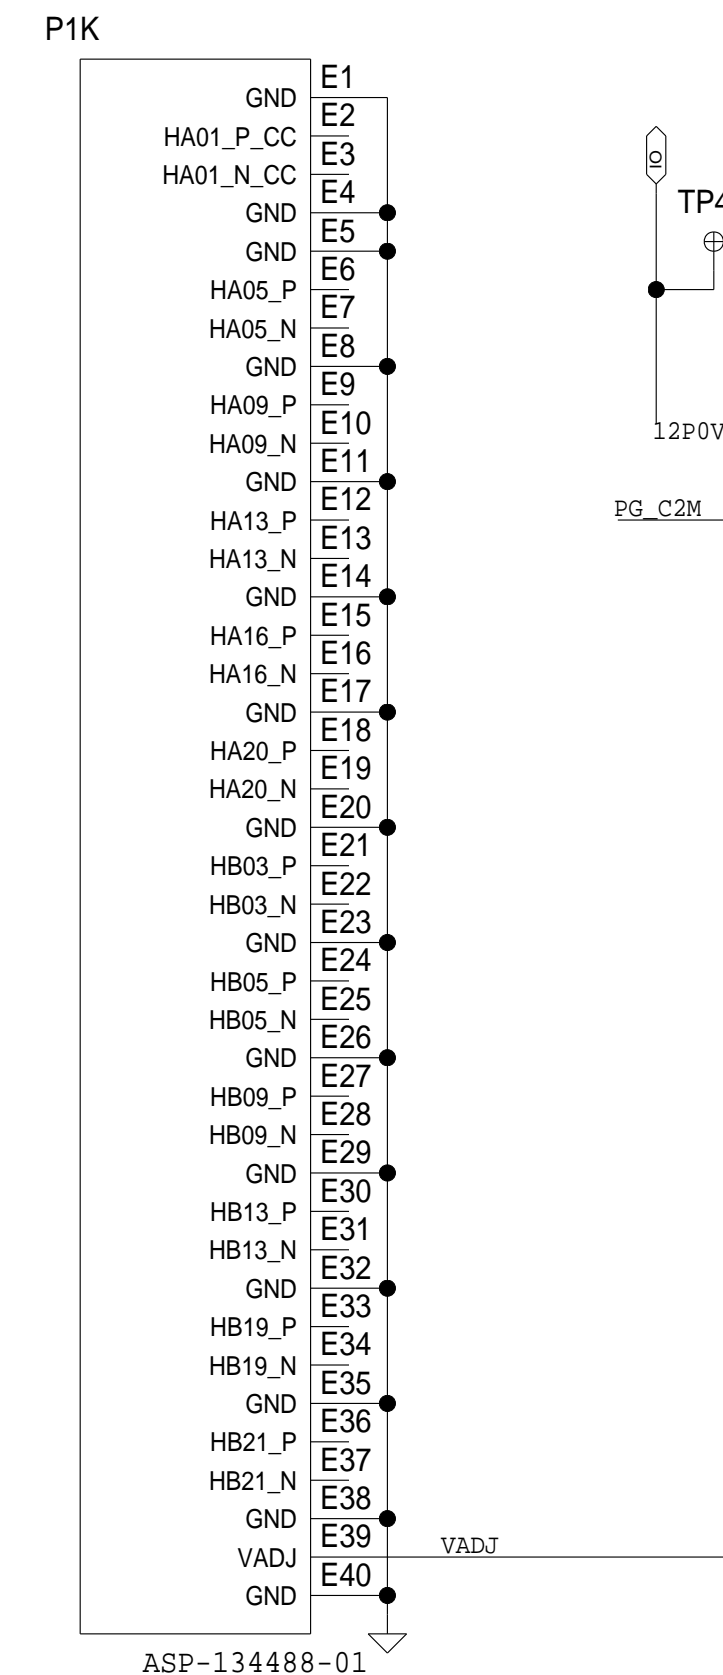 P1K
GND E1
HA01_P_CC E2
HA01_N_CC E3
GND E4
GND E5
HA05_P E6
HA05_N E7
GND E8
HA09_P E9
HA09_N E10
GND E11
HA13_P E12
HA13_N E13
GND E14
HA16_P E15
HA16_N E16
GND E17
HA20_P E18
HA20_N E19
GND E20
HB03_P E21
HB03_N E22
GND E23
HB05_P E24
HB05_N E25
GND E26
HB09_P E27
HB09_N E28
GND E29
HB13_P E30
HB13_N E31
GND E32
HB19_P E33
HB19_N E34
GND E35
HB21_P E36
HB21_N E37
GND E38
VADJ E39
GND E40
ASP-134488-01
IO
TP4
12P0V
PG_C2M
VADJ